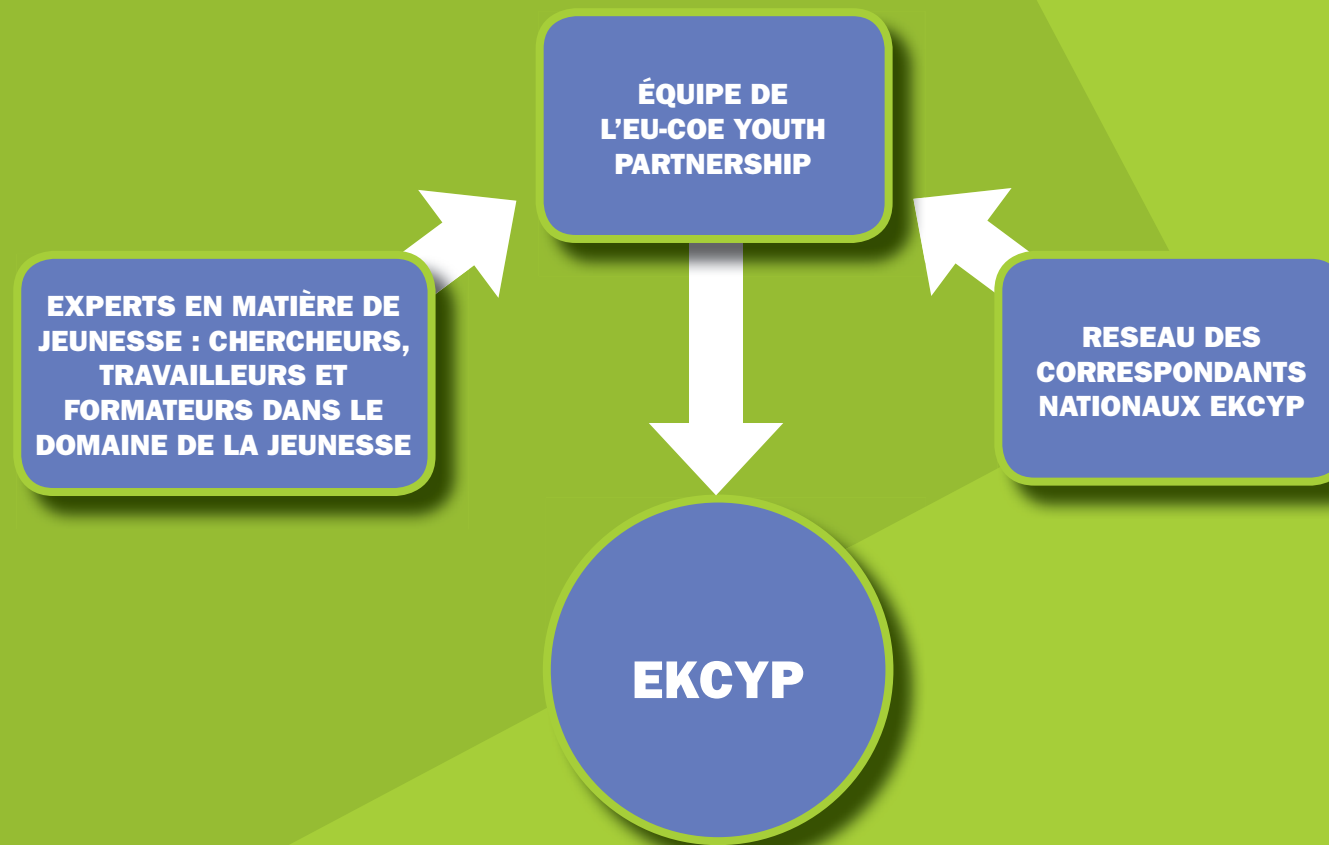 ÉQUIPE DE
L’EU-COE YOUTH
PARTNERSHIP
EXPERTS EN MATIÈRE DE
JEUNESSE : CHERCHEURS,
TRAVAILLEURS ET
FORMATEURS DANS LE
DOMAINE DE LA JEUNESSE
RESEAU DES
CORRESPONDANTS
NATIONAUX EKCYP
EKCYP